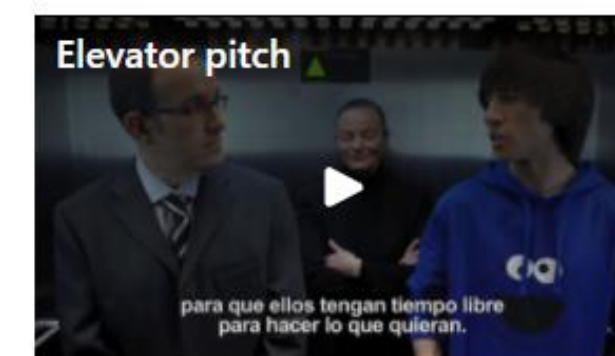 Elevator pitch
para que ellos tengan tiempo libre
para hacer lo que quieran.